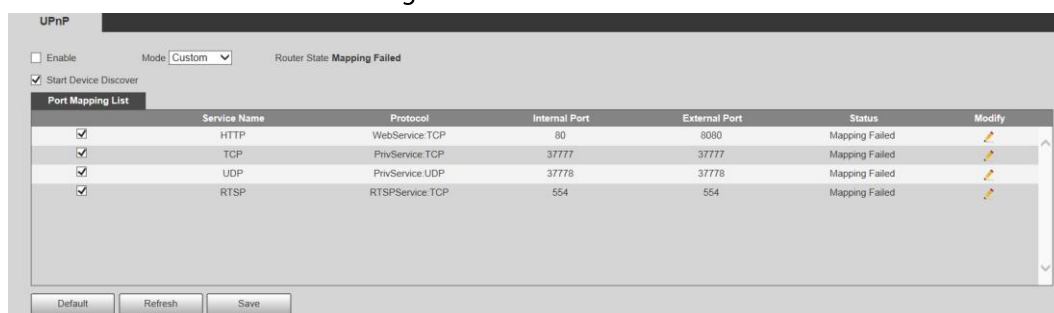 UPnP
Enable Mode Custom Router State Mapping Failed
Start Device Discover
Port Mapping List
Service Name Protocol Internal Port External Port Status Modify
HTTP WebService:TCP 80 8080 Mapping Failed
TCP PrivService:TCP 37777 37777 Mapping Failed
UDP PrivService:UDP 37778 37778 Mapping Failed
RTSP RTSPService:TCP 554 554 Mapping Failed
Default Refresh Save